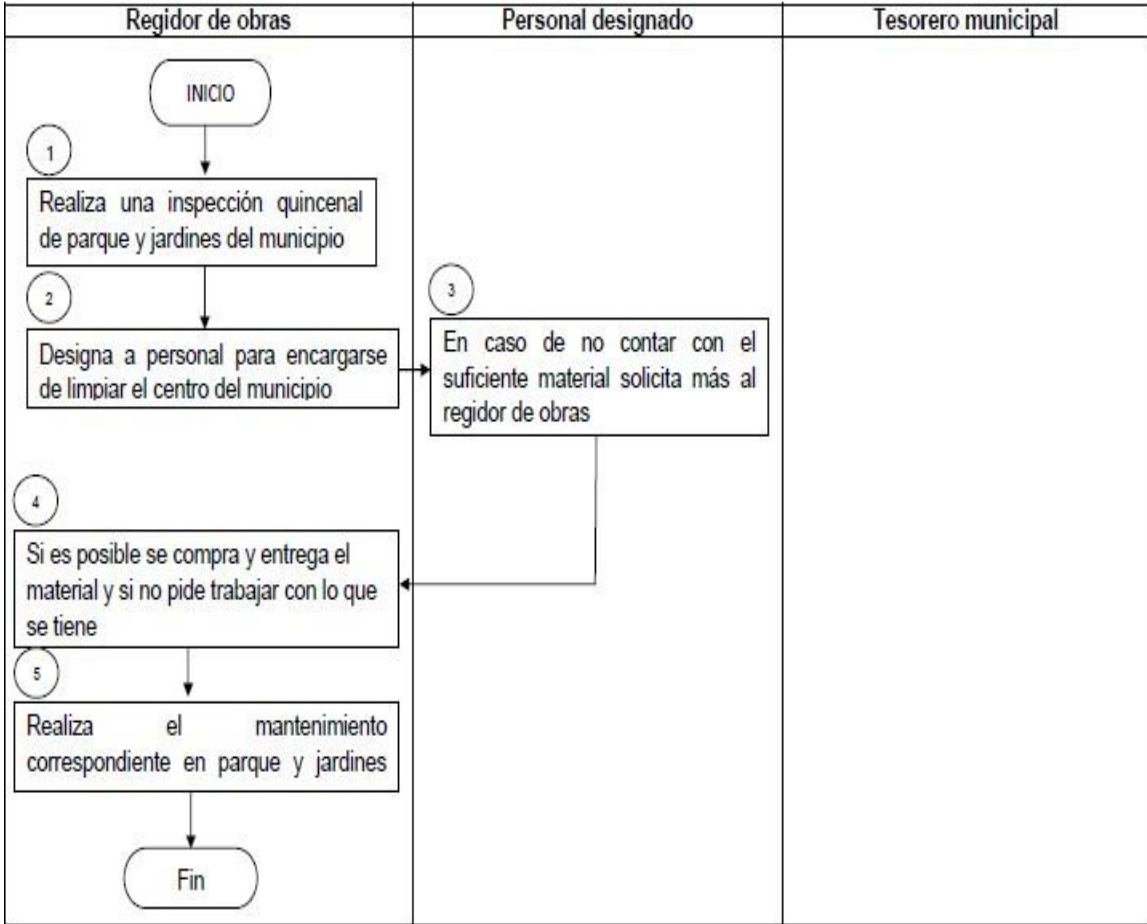 Regidor de obras
Personal designado
Tesorero municipal
INICIO
1
Realiza una inspección quincenal
de parque y jardines del municipio
2
Designa a personal para encargarse
de limpiar el centro del municipio
3
En caso de no contar con el
suficiente material solicita más al
regidor de obras
4
Si es posible se compra y entrega el
material y si no pide trabajar con lo que
se tiene
5
Realiza el mantenimiento
correspondiente en parque y jardines
Fin